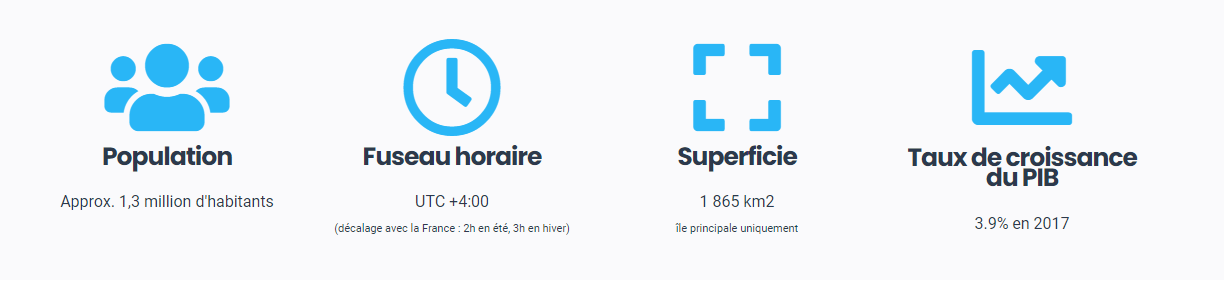 Population
Approx. 1,3 million d'habitants
Fuseau horaire
UTC +4:00
(décalage avec la France : 2h en été, 3h en hiver)
Superficie
1 865 km2
île principale uniquement
Taux de croissance
du PIB
3.9% en 2017